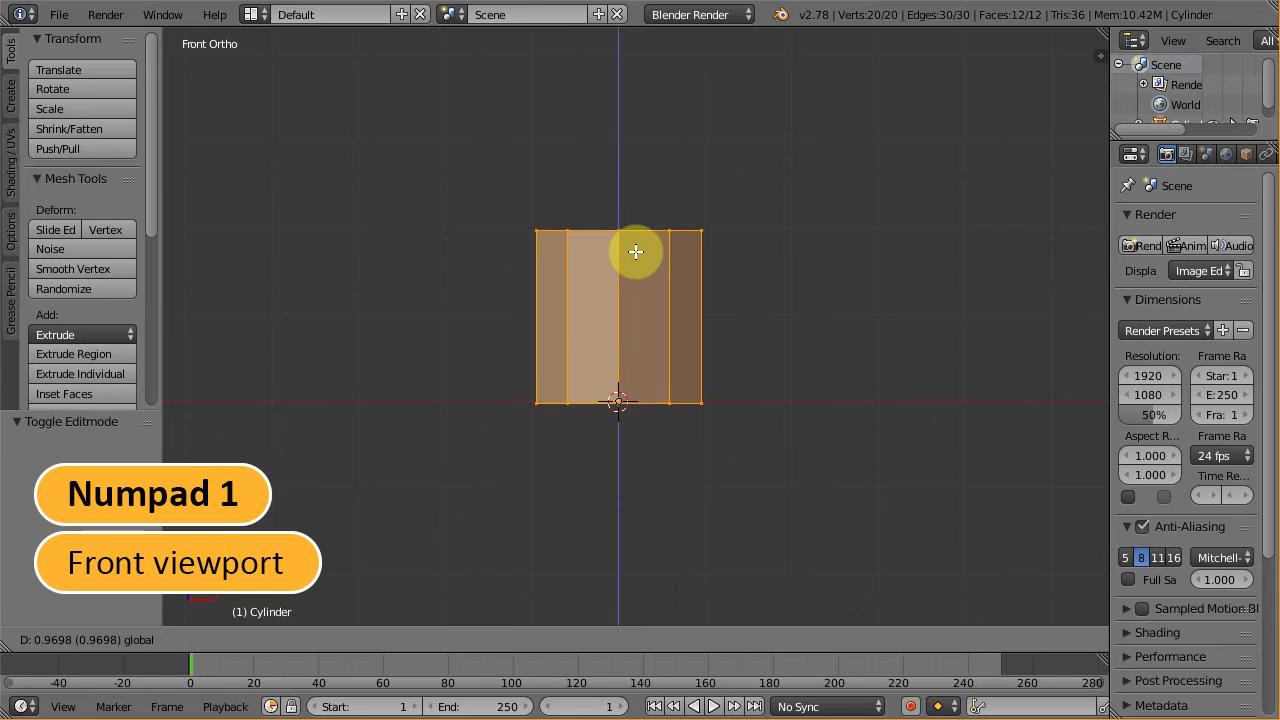 File Render Window Help Default Scene Blender Render v2.78 | Verts:20/20 | Edges:30/30 | Faces:12/12 | Tris:36 | Mem:10.42M | Cylinder
Tools
Create
Shading / UVs
Options
Grease Pencil
Transform
Translate
Rotate
Scale
Shrink/Fatten
Push/Pull
Mesh Tools
Deform:
Slide Ed Vertex
Noise
Smooth Vertex
Randomize
Add:
Extrude
Extrude Region
Extrude Individual
Inset Faces
Toggle Editmode
Numpad 1
Front viewport
Front Ortho
(1) Cylinder
D: 0.9698 (0.9698) global
View Search All
Scene
Rende
World
Scene
Render
Rend Anim Audio
Displa Image Ed
Dimensions
Render Presets
Resolution: Frame Ra
1920 Star: 1
1080 E: 250
50% Fra: 1
Aspect R... Frame Ra
1.000 24 fps
1.000 Time Re...
Anti-Aliasing
5 8 11 16 Mitchell-
Full Sa 1.000
Sampled Motion Bl
Shading
Performance
Post Processing
Metadata
-40 -20 0 20 40 60 80 100 120 140 160 180 200 220 240 260 280
View Marker Frame Playback Start: 1 End: 250 1 No Sync